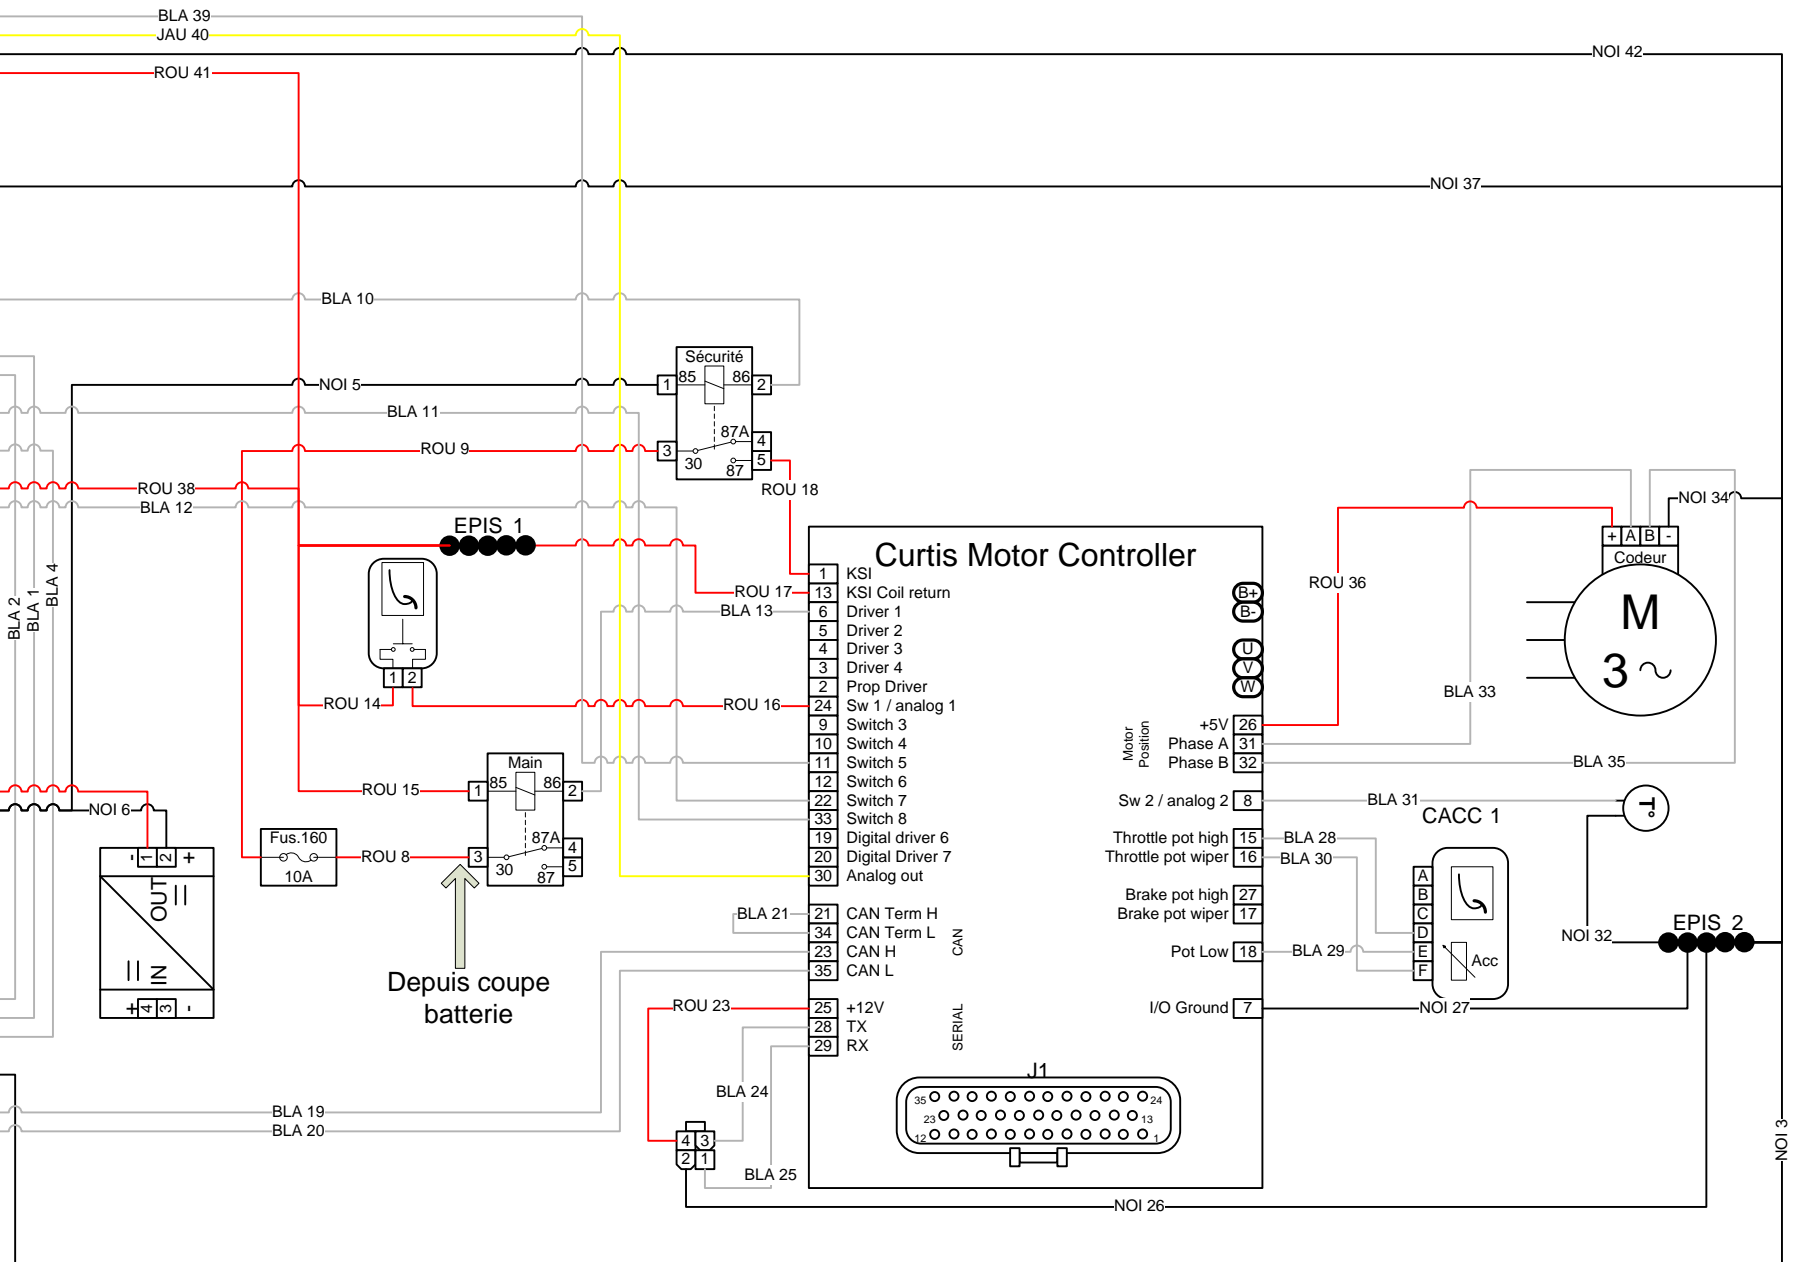 BLA 39
JAU 40
NOI 42
ROU 41
NOI 37
BLA 10
Sécurité
85 86
1 2
NOI 5
BLA 11
87A
4
ROU 9
3
30
87
5
ROU 38
ROU 18
BLA 12
NOI 34
EPIS_1
+ A B -
Codeur
M
3 ~
Curtis Motor Controller
1 KSI
ROU 17 13 KSI Coil return
BLA 13 6 Driver 1
5 Driver 2
4 Driver 3
3 Driver 4
2 Prop Driver
ROU 16 24 Sw 1 / analog 1
9 Switch 3
10 Switch 4
11 Switch 5
12 Switch 6
22 Switch 7
33 Switch 8
19 Digital driver 6
20 Digital Driver 7
30 Analog out
BLA 21 21 CAN Term H
34 CAN Term L
23 CAN H
35 CAN L
CAN
ROU 23 25 +12V
28 TX
29 RX
SERIAL
B+
B-
U
V
W
ROU 36
BLA 33
Motor
Position
+5V 26
Phase A 31
Phase B 32
BLA 35
Sw 2 / analog 2 8
BLA 31
T°
Throttle pot high 15 BLA 28
Throttle pot wiper 16 BLA 30
Brake pot high 27
Brake pot wiper 17
Pot Low 18 BLA 29
I/O Ground 7
NOI 27
CACC 1
A
B
C
D
E
F
Acc
NOI 32
EPIS_2
NOI 3
BLA 2
BLA 1
BLA 4
1 2
ROU 14
ROU 15
Main
85 86
1 2
87A
4
3
30
87
5
NOI 6
Fus.160
10A
ROU 8
- 1 2 +
OUT
IN
+ 4 3 -
Depuis coupe
batterie
BLA 19
BLA 20
BLA 24
4 3
2 1
BLA 25
NOI 26
J1
35 24
23 13
12 1